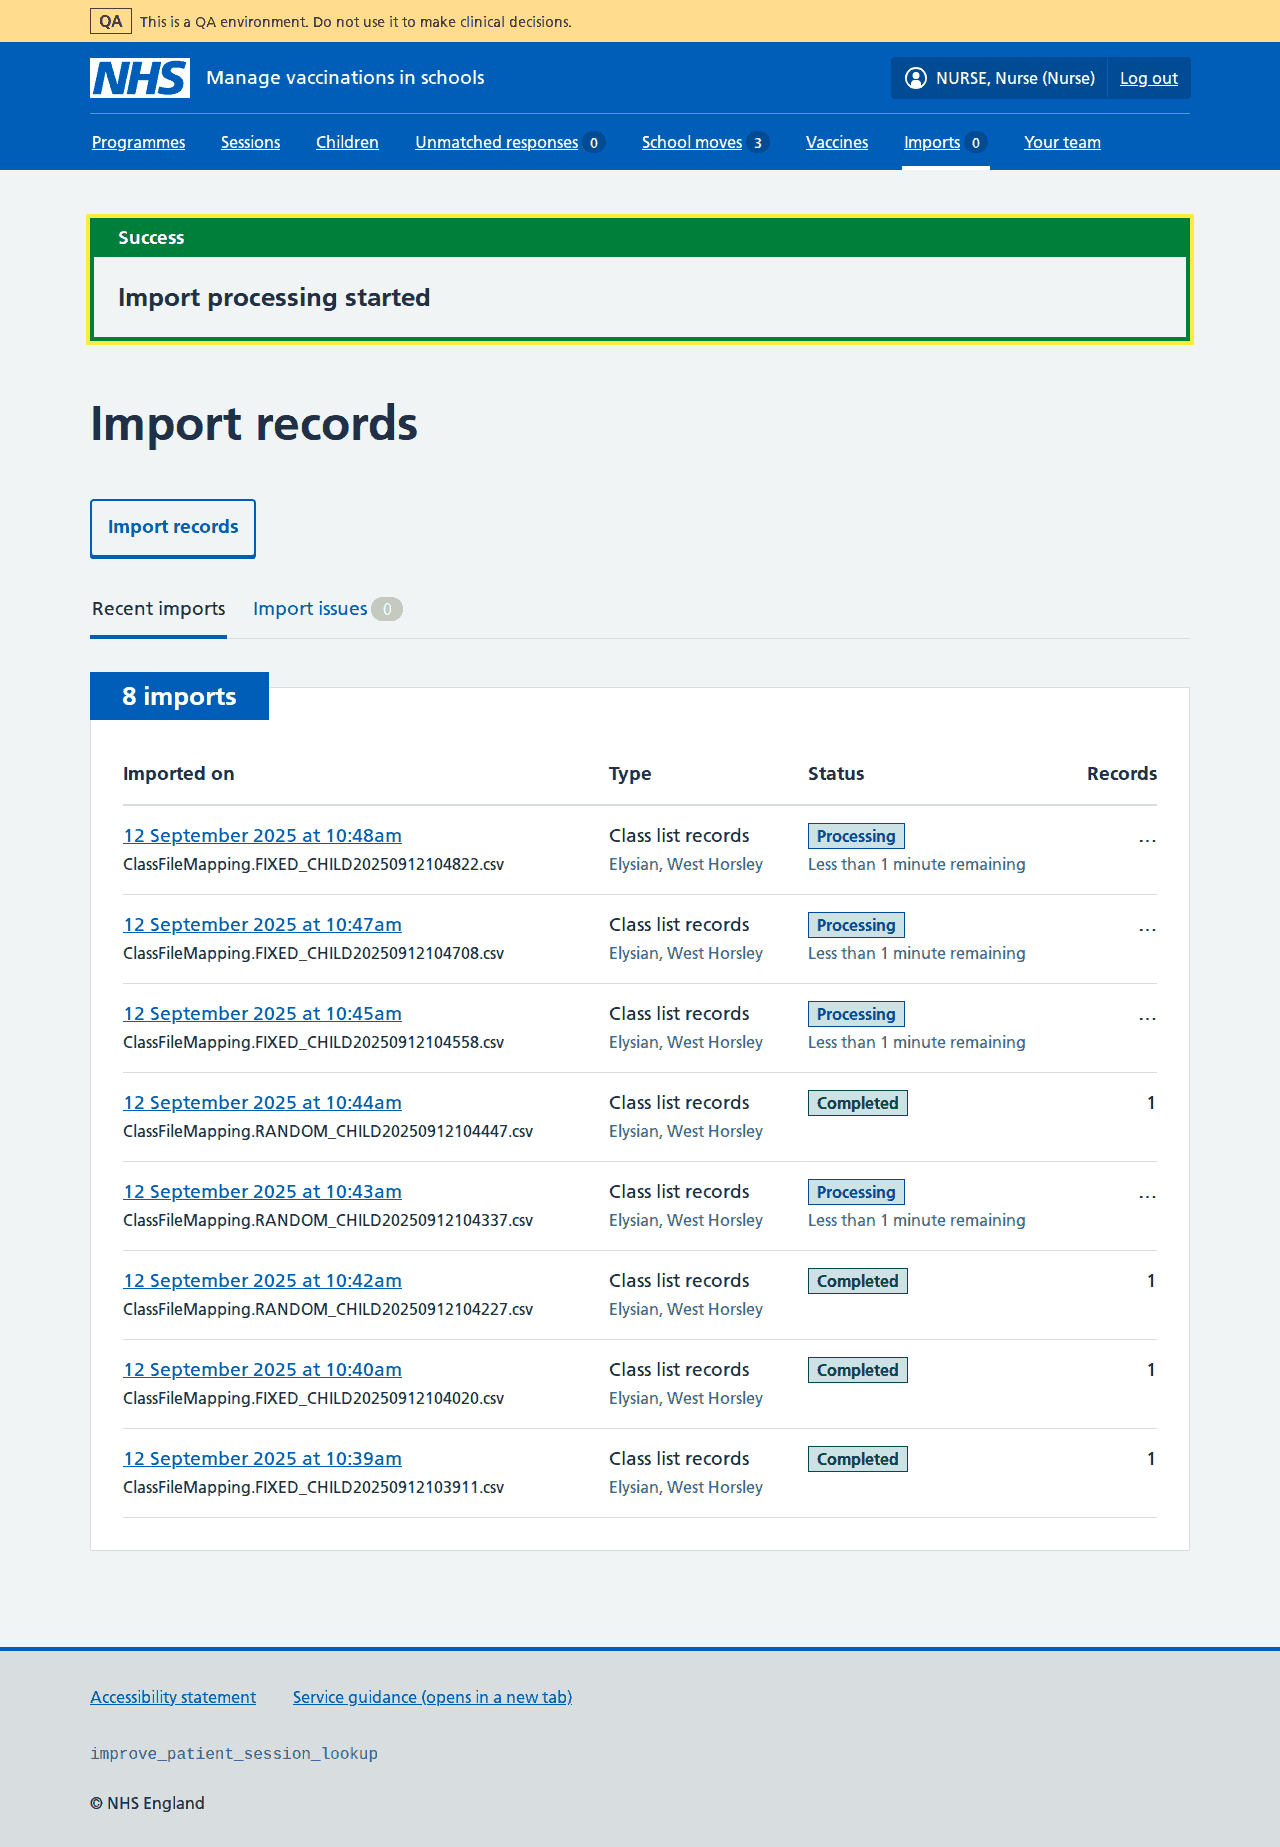 QA This is a QA environment. Do not use it to make clinical decisions.
NHS Manage vaccinations in schools NURSE, Nurse (Nurse) Log out
Programmes Sessions Children Unmatched responses 0 School moves 3 Vaccines Imports 0 Your team
Success
Import processing started
Import records
Import records
Recent imports Import issues 0
8 imports
Imported on Type Status Records
12 September 2025 at 10:48am Class list records Processing ...
ClassFileMapping.FIXED_CHILD20250912104822.csv Elysian, West Horsley Less than 1 minute remaining
12 September 2025 at 10:47am Class list records Processing ...
ClassFileMapping.FIXED_CHILD20250912104708.csv Elysian, West Horsley Less than 1 minute remaining
12 September 2025 at 10:45am Class list records Processing ...
ClassFileMapping.FIXED_CHILD20250912104558.csv Elysian, West Horsley Less than 1 minute remaining
12 September 2025 at 10:44am Class list records Completed 1
ClassFileMapping.RANDOM_CHILD20250912104447.csv Elysian, West Horsley
12 September 2025 at 10:43am Class list records Processing ...
ClassFileMapping.RANDOM_CHILD20250912104337.csv Elysian, West Horsley Less than 1 minute remaining
12 September 2025 at 10:42am Class list records Completed 1
ClassFileMapping.RANDOM_CHILD20250912104227.csv Elysian, West Horsley
12 September 2025 at 10:40am Class list records Completed 1
ClassFileMapping.FIXED_CHILD20250912104020.csv Elysian, West Horsley
12 September 2025 at 10:39am Class list records Completed 1
ClassFileMapping.FIXED_CHILD20250912103911.csv Elysian, West Horsley
Accessibility statement Service guidance (opens in a new tab)
improve_patient_session_lookup
© NHS England